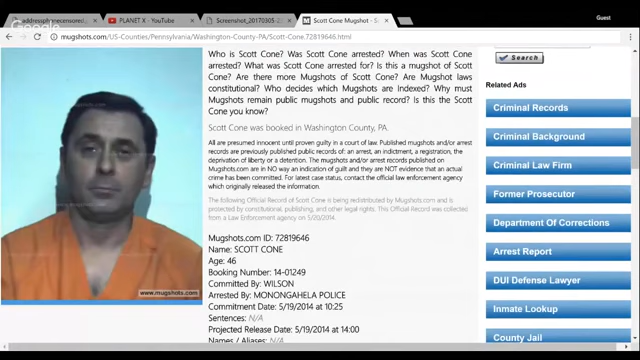 addressofrecensored
PLANET X - YouTube
Screenshot_20170305-2
Scott Cone Mugshot - S
Guest
mugshots.com/US-Counties/Pennsylvania/Washington-County-PA/Scott-Cone.72819646.html
Who is Scott Cone? Was Scott Cone arrested? When was Scott Cone
arrested? What was Scott Cone arrested for? Is this a mugshot of Scott
Cone? Are there more Mugshots of Scott Cone? Are Mugshot laws
constitutional? Who decides which Mugshots are Indexed? Why must
Mugshots remain public mugshots and public record? Is this the Scott
Cone you know?
Scott Cone was booked in Washington County, PA.
All are presumed innocent until proven guilty in a court of law. Published mugshots and/or arrest
records are previously published public records of: an arrest, an indictment, a registration, the
deprivation of liberty or a detention. The mugshots and/or arrest records published on
Mugshots.com are in NO way an indication of guilt and they are NOT evidence that an actual
crime has been committed. For latest case status, contact the official law enforcement agency
which originally released the information.
The following Official Record of Scott Cone is being redistributed by Mugshots.com and is
protected by constitutional, publishing, and other legal rights. This Official Record was collected
from a Law Enforcement agency on 5/20/2014.
Mugshots.com ID: 72819646
Name: SCOTT CONE
Age: 46
Booking Number: 14-01249
Committed By: WILSON
Arrested By: MONONGAHELA POLICE
Commitment Date: 5/19/2014 at 10:25
Sentences: N/A
Projected Release Date: 5/19/2014 at 14:00
Names / Aliases: N/A
www.mugshots.com
Search
Related Ads
Criminal Records
Criminal Background
Criminal Law Firm
Former Prosecutor
Department Of Corrections
Arrest Report
DUI Defense Lawyer
Inmate Lookup
County Jail